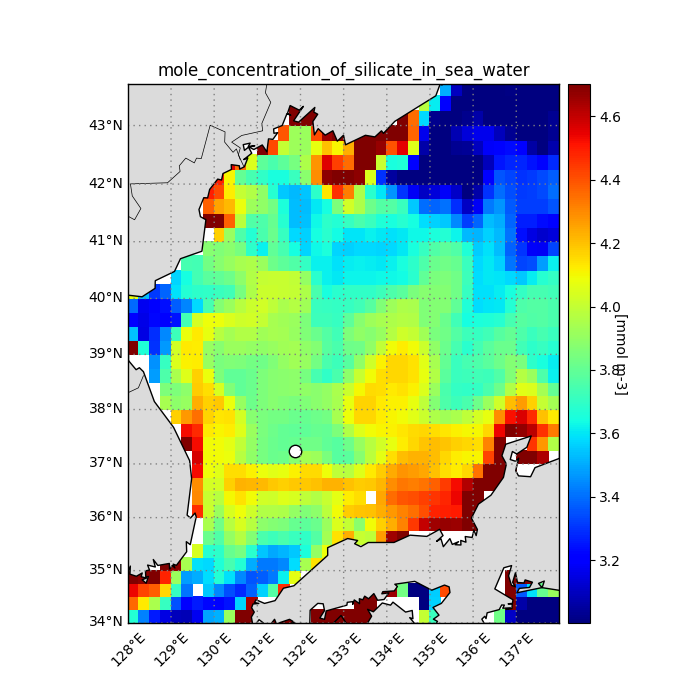 mole_concentration_of_silicate_in_sea_water
43°N
42°N
41°N
40°N
39°N
38°N
37°N
36°N
35°N
34°N
128°E
129°E
130°E
131°E
132°E
133°E
134°E
135°E
136°E
137°E
4.6
4.4
4.2
4.0
3.8
3.6
3.4
3.2
[mmol m-3]